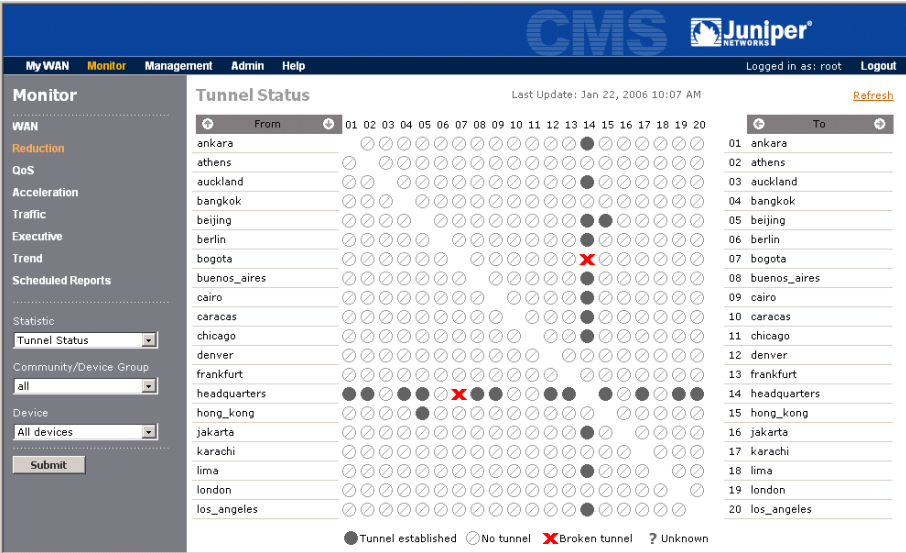 CMS
Juniper
NETWORKS
My WAN Monitor Management Admin Help
Logged in as: root Logout
Monitor
WAN
Reduction
QoS
Acceleration
Traffic
Executive
Trend
Scheduled Reports
Statistic
Tunnel Status
Community/Device Group
all
Device
All devices
Submit
Tunnel Status
Last Update: Jan 22, 2006 10:07 AM
Refresh
From 01 02 03 04 05 06 07 08 09 10 11 12 13 14 15 16 17 18 19 20 To
ankara 01 ankara
athens 02 athens
auckland 03 auckland
bangkok 04 bangkok
beijing 05 beijing
berlin 06 berlin
bogota 07 bogota
buenos_aires 08 buenos_aires
cairo 09 cairo
caracas 10 caracas
chicago 11 chicago
denver 12 denver
frankfurt 13 frankfurt
headquarters 14 headquarters
hong_kong 15 hong_kong
jakarta 16 jakarta
karachi 17 karachi
lima 18 lima
london 19 london
los_angeles 20 los_angeles
Tunnel established No tunnel Broken tunnel ? Unknown